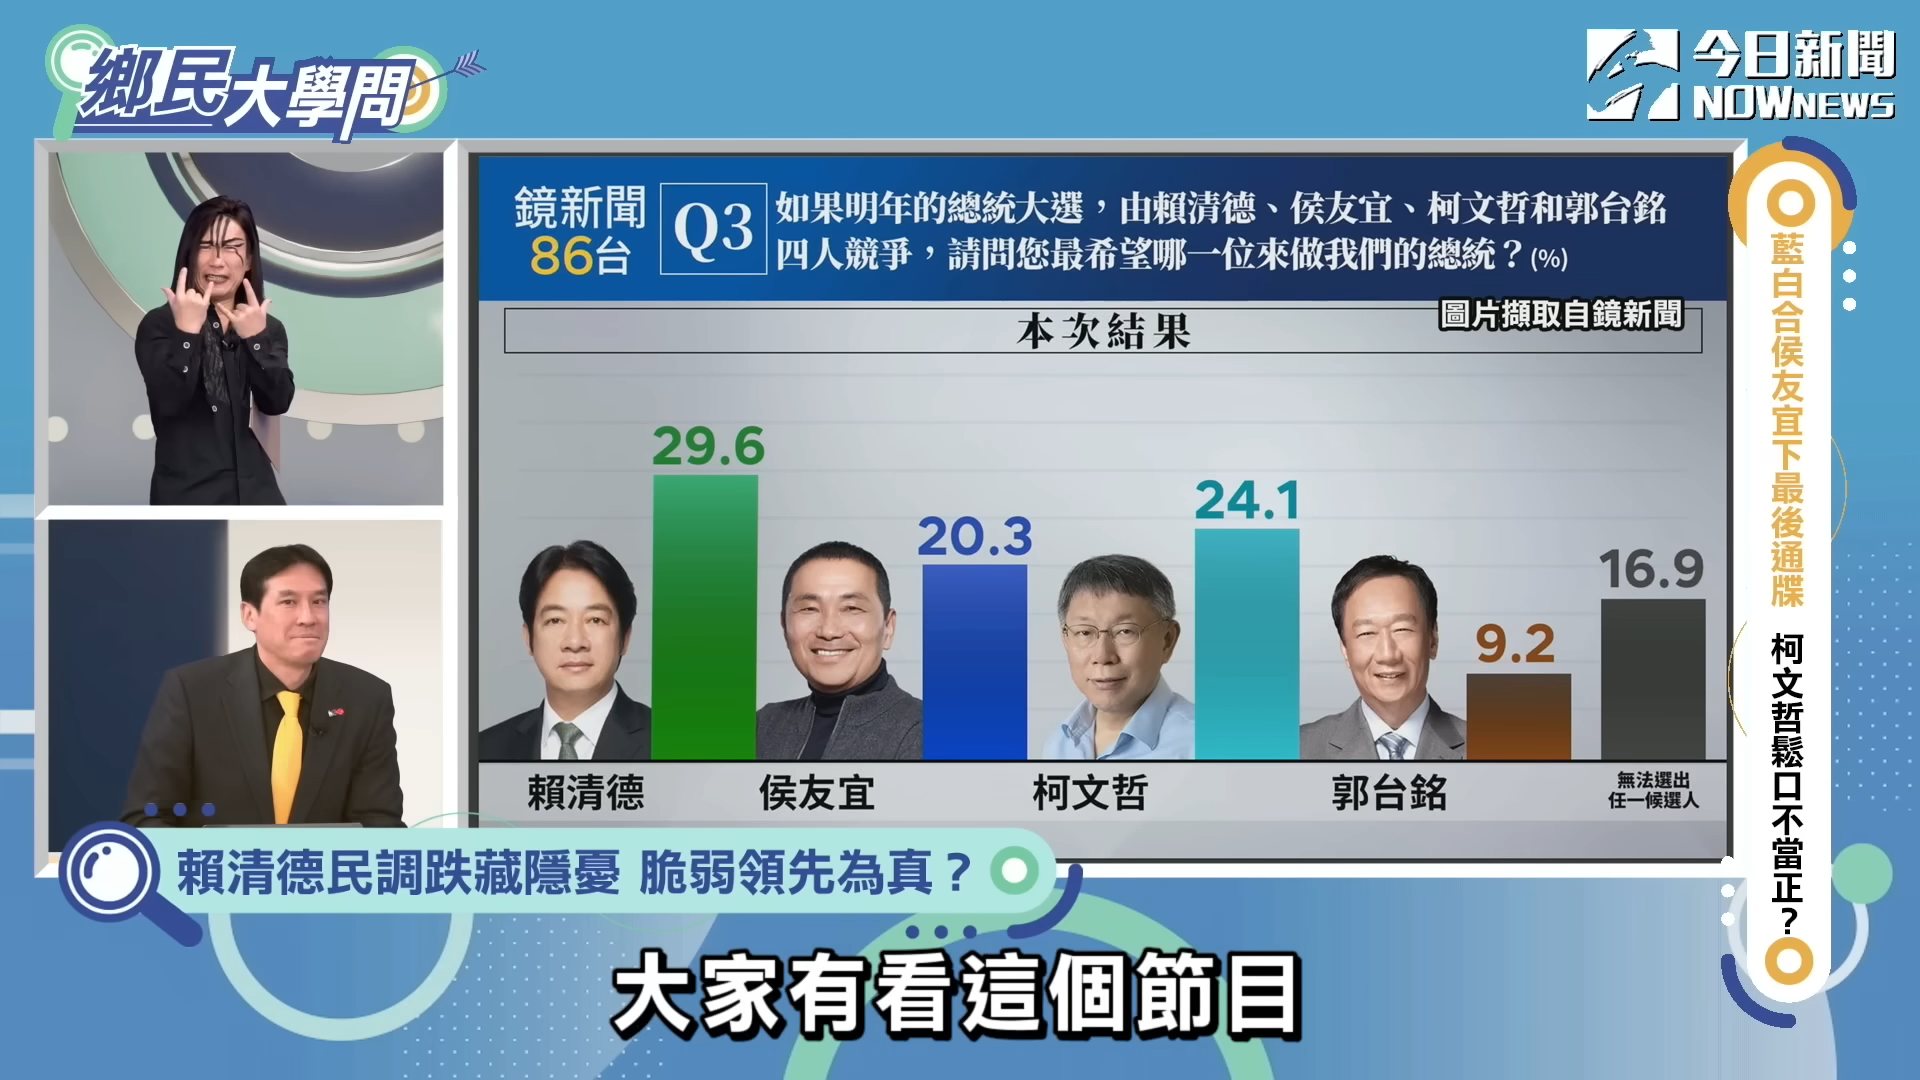 鄉民大學問
今日新聞
NOWNEWS
鏡新聞
86台
Q3
如果明年的總統大選，由賴清德、侯友宜、柯文哲和郭台銘
四人競爭，請問您最希望哪一位來做我們的總統？(%)
圖片擷取自鏡新聞
本次結果
29.6
20.3
24.1
9.2
16.9
賴清德
侯友宜
柯文哲
郭台銘
無法選出
任一候選人
藍白合侯友宜下最後通牒 柯文哲鬆口不當正？
賴清德民調跌藏隱憂 脆弱領先為真？
大家有看這個節目